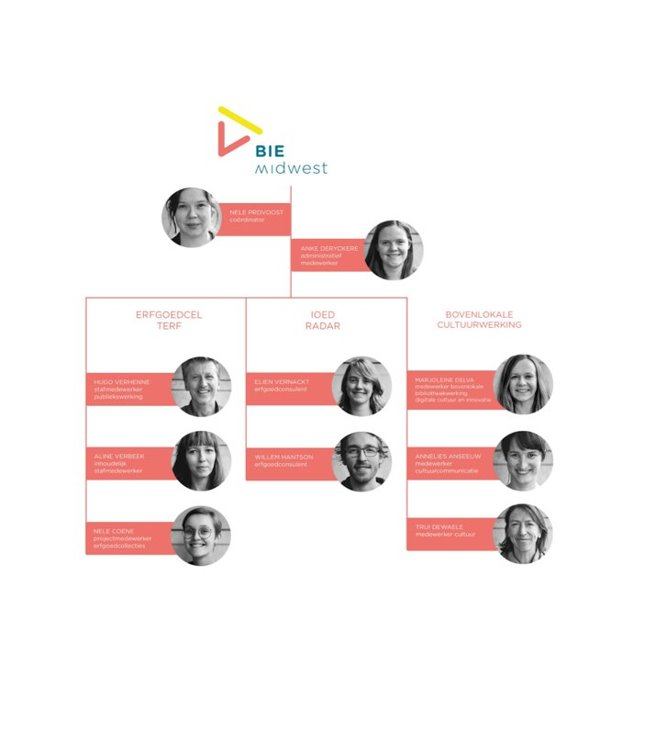 BIE
midwest
NELE PROVOOST
coördinator
ANKE DERYCKERE
administratief
medewerker
ERFGOEDCEL
TERF
HUGO VERHENNE
stafmedewerker
publiekswerking
ALINE VERBEEK
inhoudelijk
stafmedewerker
NELE COENE
projectmedewerker
erfgoedcollecties
IOED
RADAR
ELIEN VERNACKT
erfgoedconsulent
WILLEM HANTSON
erfgoedconsulent
BOVENLOKALE
CULTUURWERKING
MARJOLEINE DELVA
medewerker bovenlokale
bibliotheekwerking
digitale cultuur en innovatie
ANNELIES ANSEEUW
medewerker
cultuurcommunicatie
TRUI DEWAELE
medewerker cultuur